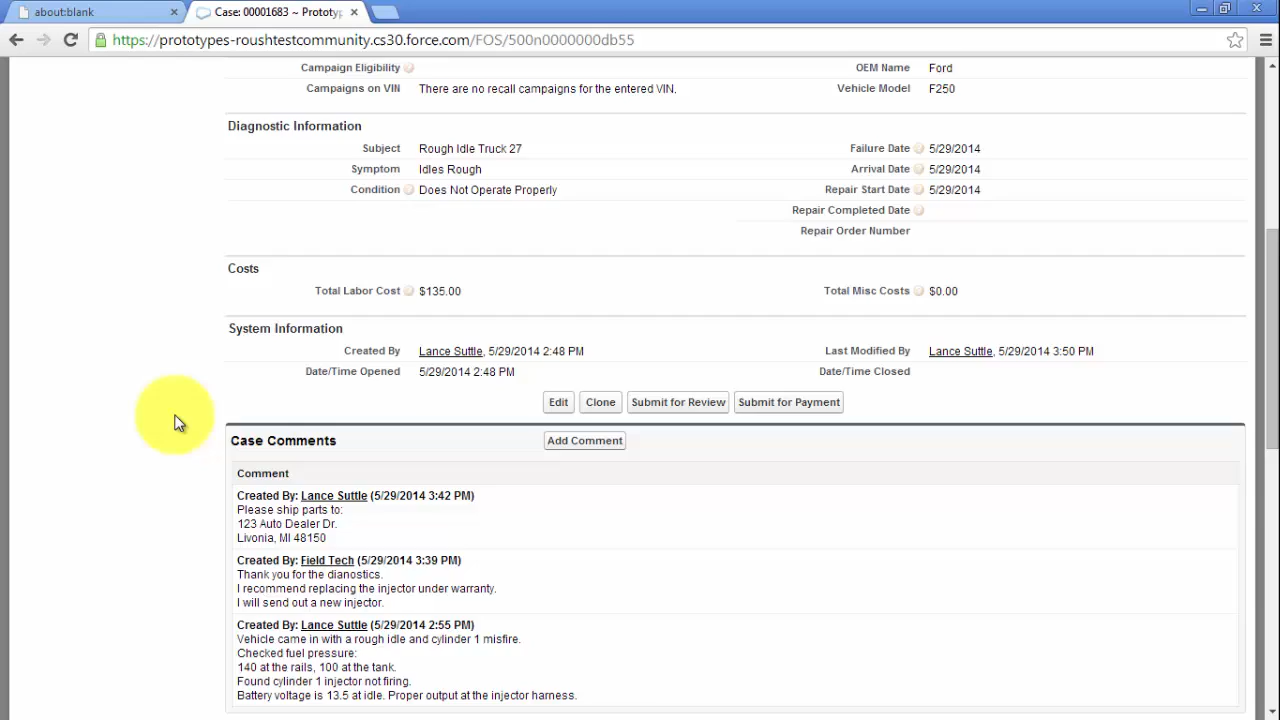 about:blank
Case: 00001683 ~ Prototyp
https://prototypes-roushtestcommunity.cs30.force.com/FOS/500n0000000db55
Campaign Eligibility
OEM Name Ford
Campaigns on VIN There are no recall campaigns for the entered VIN.
Vehicle Model F250
Diagnostic Information
Subject Rough Idle Truck 27
Failure Date 5/29/2014
Symptom Idles Rough
Arrival Date 5/29/2014
Condition Does Not Operate Properly
Repair Start Date 5/29/2014
Repair Completed Date
Repair Order Number
Costs
Total Labor Cost $135.00
Total Misc Costs $0.00
System Information
Created By Lance Suttle, 5/29/2014 2:48 PM
Last Modified By Lance Suttle, 5/29/2014 3:50 PM
Date/Time Opened 5/29/2014 2:48 PM
Date/Time Closed
Edit Clone Submit for Review Submit for Payment
Case Comments Add Comment
Comment
Created By: Lance Suttle (5/29/2014 3:42 PM)
Please ship parts to:
123 Auto Dealer Dr.
Livonia, MI 48150
Created By: Field Tech (5/29/2014 3:39 PM)
Thank you for the dianostics.
I recommend replacing the injector under warranty.
I will send out a new injector.
Created By: Lance Suttle (5/29/2014 2:55 PM)
Vehicle came in with a rough idle and cylinder 1 misfire.
Checked fuel pressure:
140 at the rails, 100 at the tank.
Found cylinder 1 injector not firing.
Battery voltage is 13.5 at idle. Proper output at the injector harness.